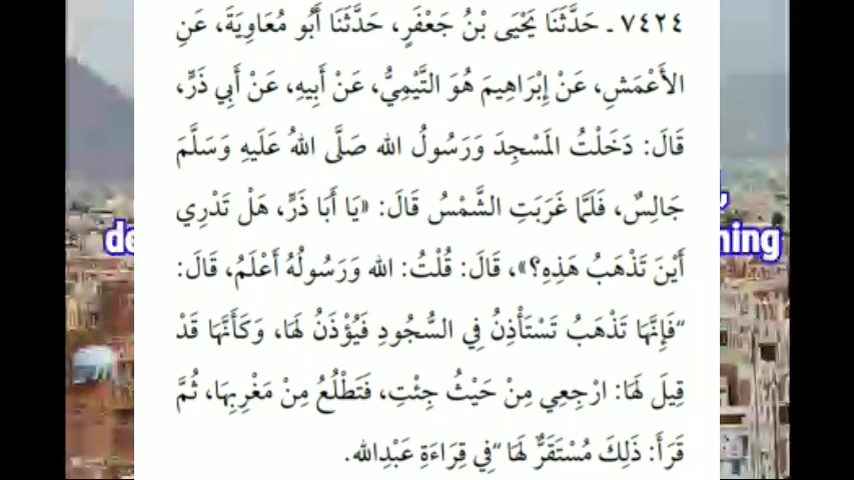 ٧٤٢٤ ـ حَدَّثَنَا يَحْيَى بْنُ جَعْفَرٍ، حَدَّثَنَا أَبُو مُعَاوِيَةَ، عَنِ
الأَعْمَشِ، عَنْ إِبْرَاهِيمَ هُوَ التَّيْمِيُّ، عَنْ أَبِيهِ، عَنْ أَبِي ذَرٍّ،
قَالَ: دَخَلْتُ المَسْجِدَ وَرَسُولُ الله صَلَّى اللهُ عَلَيهِ وَسَلَّمَ
جَالِسٌ، فَلَمَّا غَرَبَتِ الشَّمْسُ قَالَ: «يَا أَبَا ذَرٍّ، هَلْ تَدْرِي
أَيْنَ تَذْهَبُ هَذِهِ؟»، قَالَ: قُلْتُ: الله وَرَسُولُهُ أَعْلَمُ، قَالَ:
“فَإِنَّهَا تَذْهَبُ تَسْتَأْذِنُ فِي السُّجُودِ فَيُؤْذَنُ لَهَا، وَكَأَنَّهَا قَدْ
قِيلَ لَهَا: ارْجِعِي مِنْ حَيْثُ جِئْتِ، فَتَطْلُعُ مِنْ مَغْرِبِهَا، ثُمَّ
قَرَأَ: ذَلِكَ مُسْتَقَرٌّ لَهَا “فِي قِرَاءَةِ عَبْدِالله.